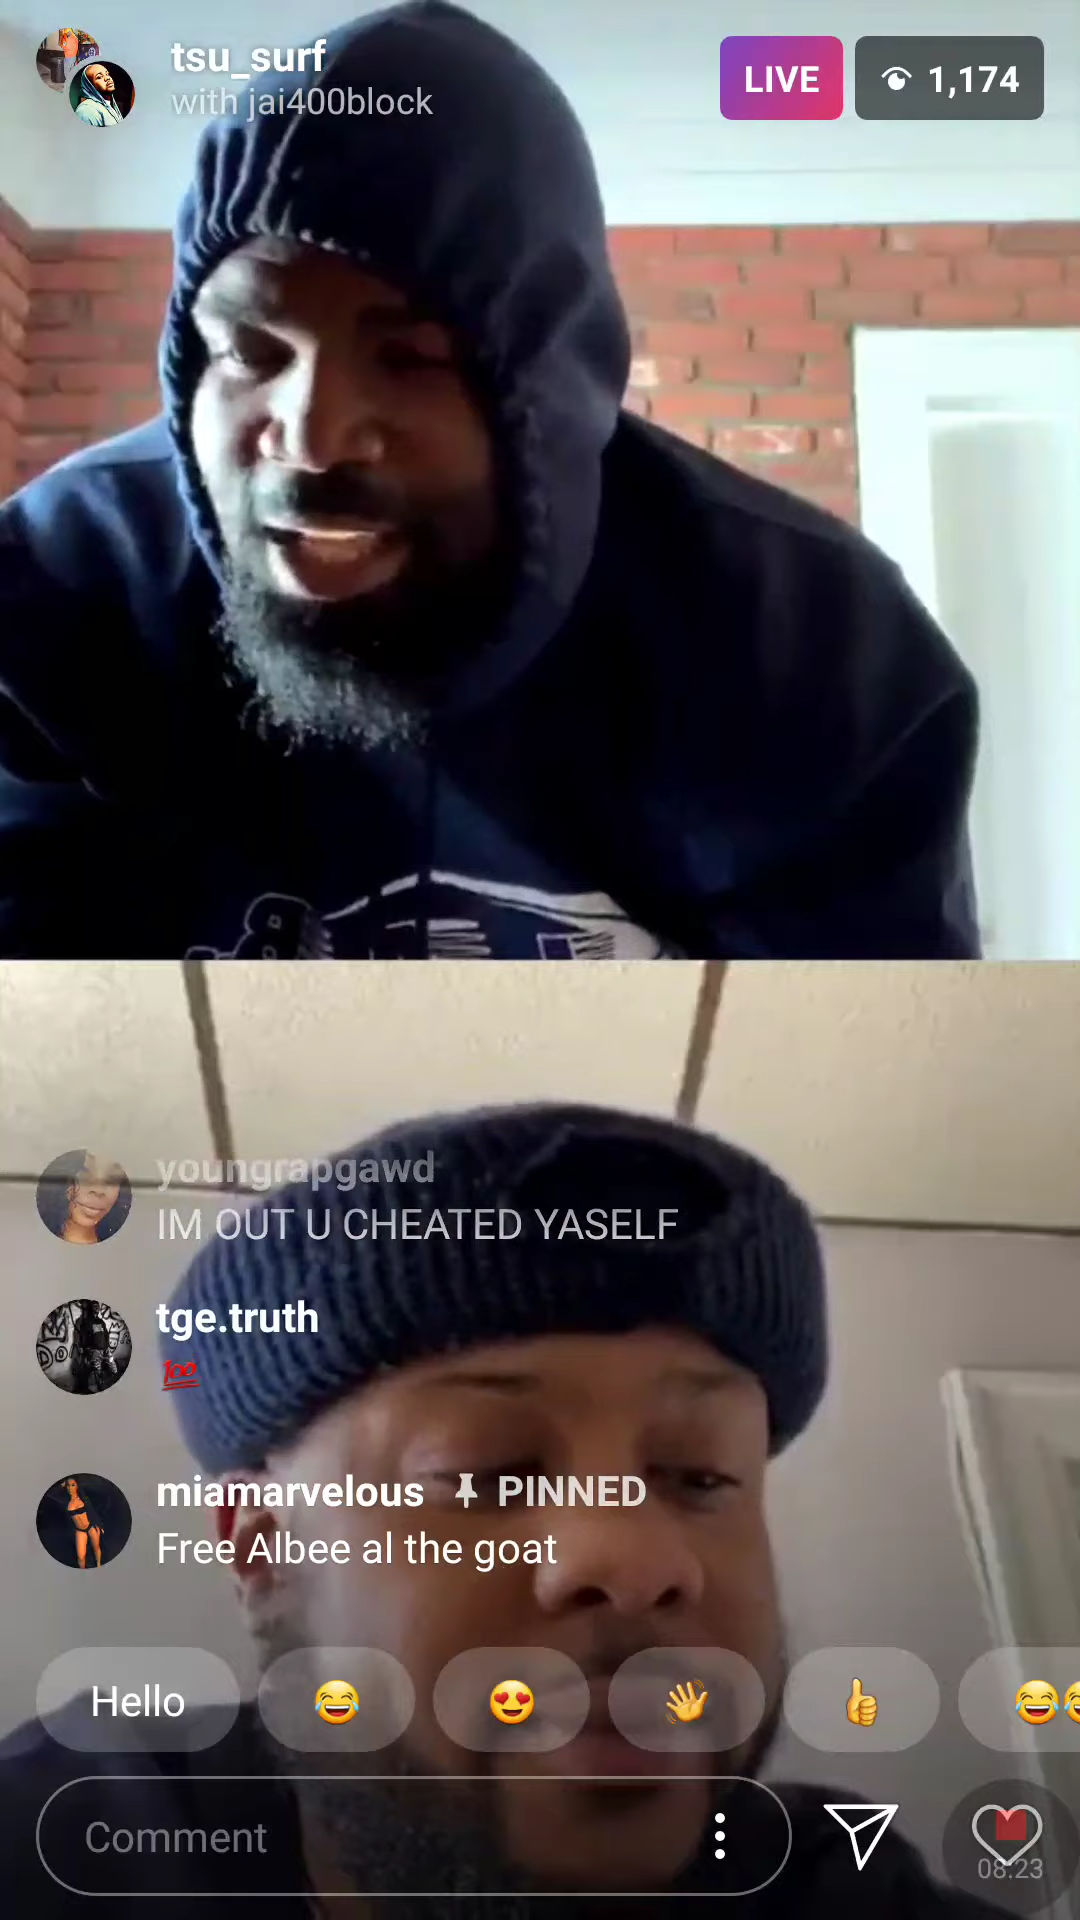 tsu_surf
with jai400block
LIVE
1,174
youngrapgawd
IM OUT U CHEATED YASELF
tge.truth
💯
miamarvelous PINNED
Free Albee al the goat
Hello 😂 😍 👋 👍 😂
Comment
08:23